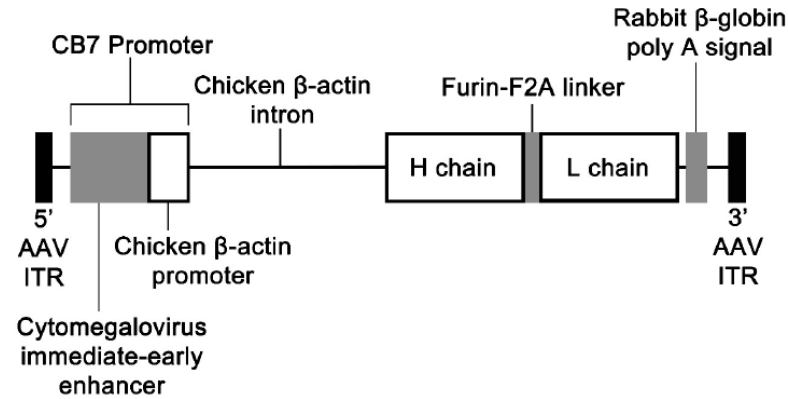 Rabbit β-globin
poly A signal
CB7 Promoter
Chicken β-actin
intron
Furin-F2A linker
H chain
L chain
5’
AAV
ITR
Chicken β-actin
promoter
3’
AAV
ITR
Cytomegalovirus
immediate-early
enhancer